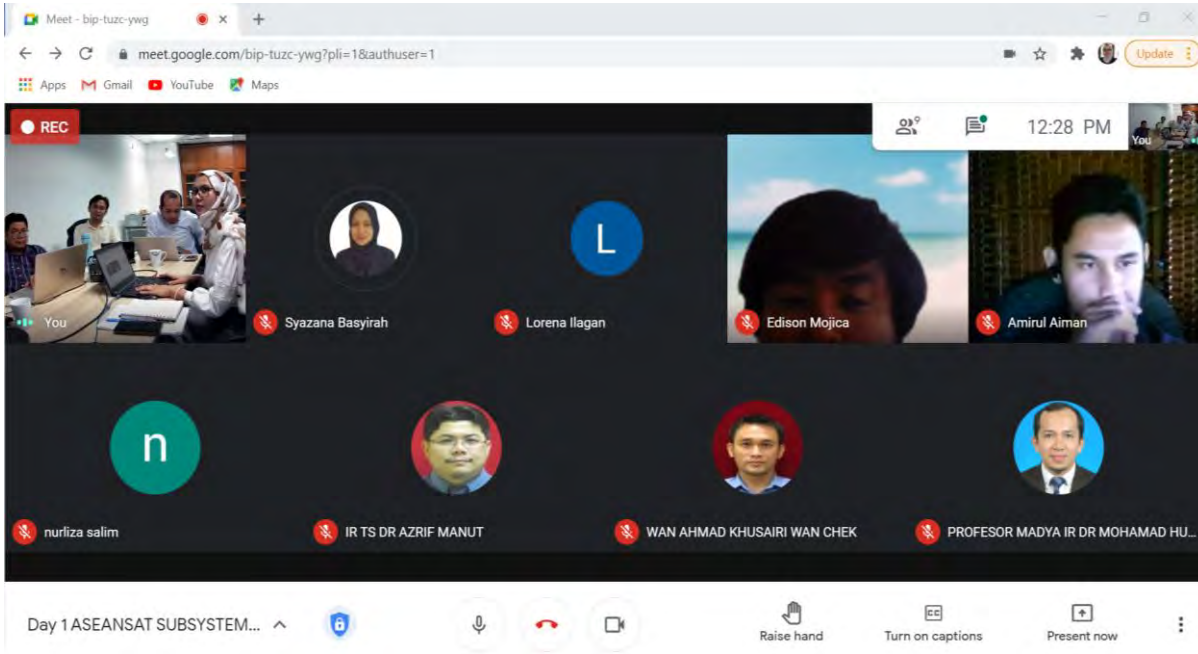 Meet - bip-tuzc-ywg
meet.google.com/bip-tuzc-ywg?pli=1&authuser=1
Update
Apps Gmail YouTube Maps
REC
9
12:28 PM
You
You
Syazana Basyirah
L
Lorena Ilagan
Edison Mojica
Amirul Aiman
n
nurliza salim
IR TS DR AZRIF MANUT
WAN AHMAD KHUSAIRI WAN CHEK
PROFESOR MADYA IR DR MOHAMAD HU...
Day 1 ASEANSAT SUBSYSTEM...
Raise hand
CC
Turn on captions
Present now